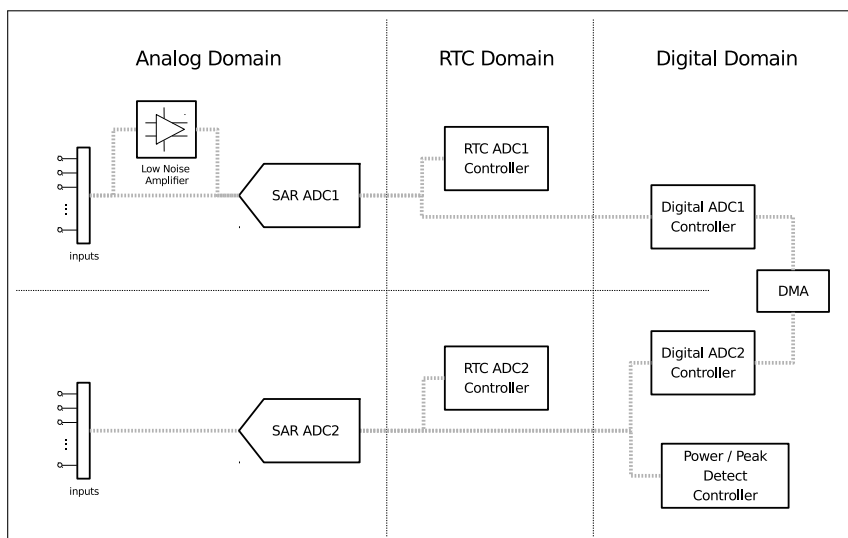 Analog Domain
RTC Domain
Digital Domain
Low Noise
Amplifier
RTC ADC1
Controller
SAR ADC1
Digital ADC1
Controller
inputs
DMA
RTC ADC2
Controller
Digital ADC2
Controller
SAR ADC2
Power / Peak
Detect
Controller
inputs